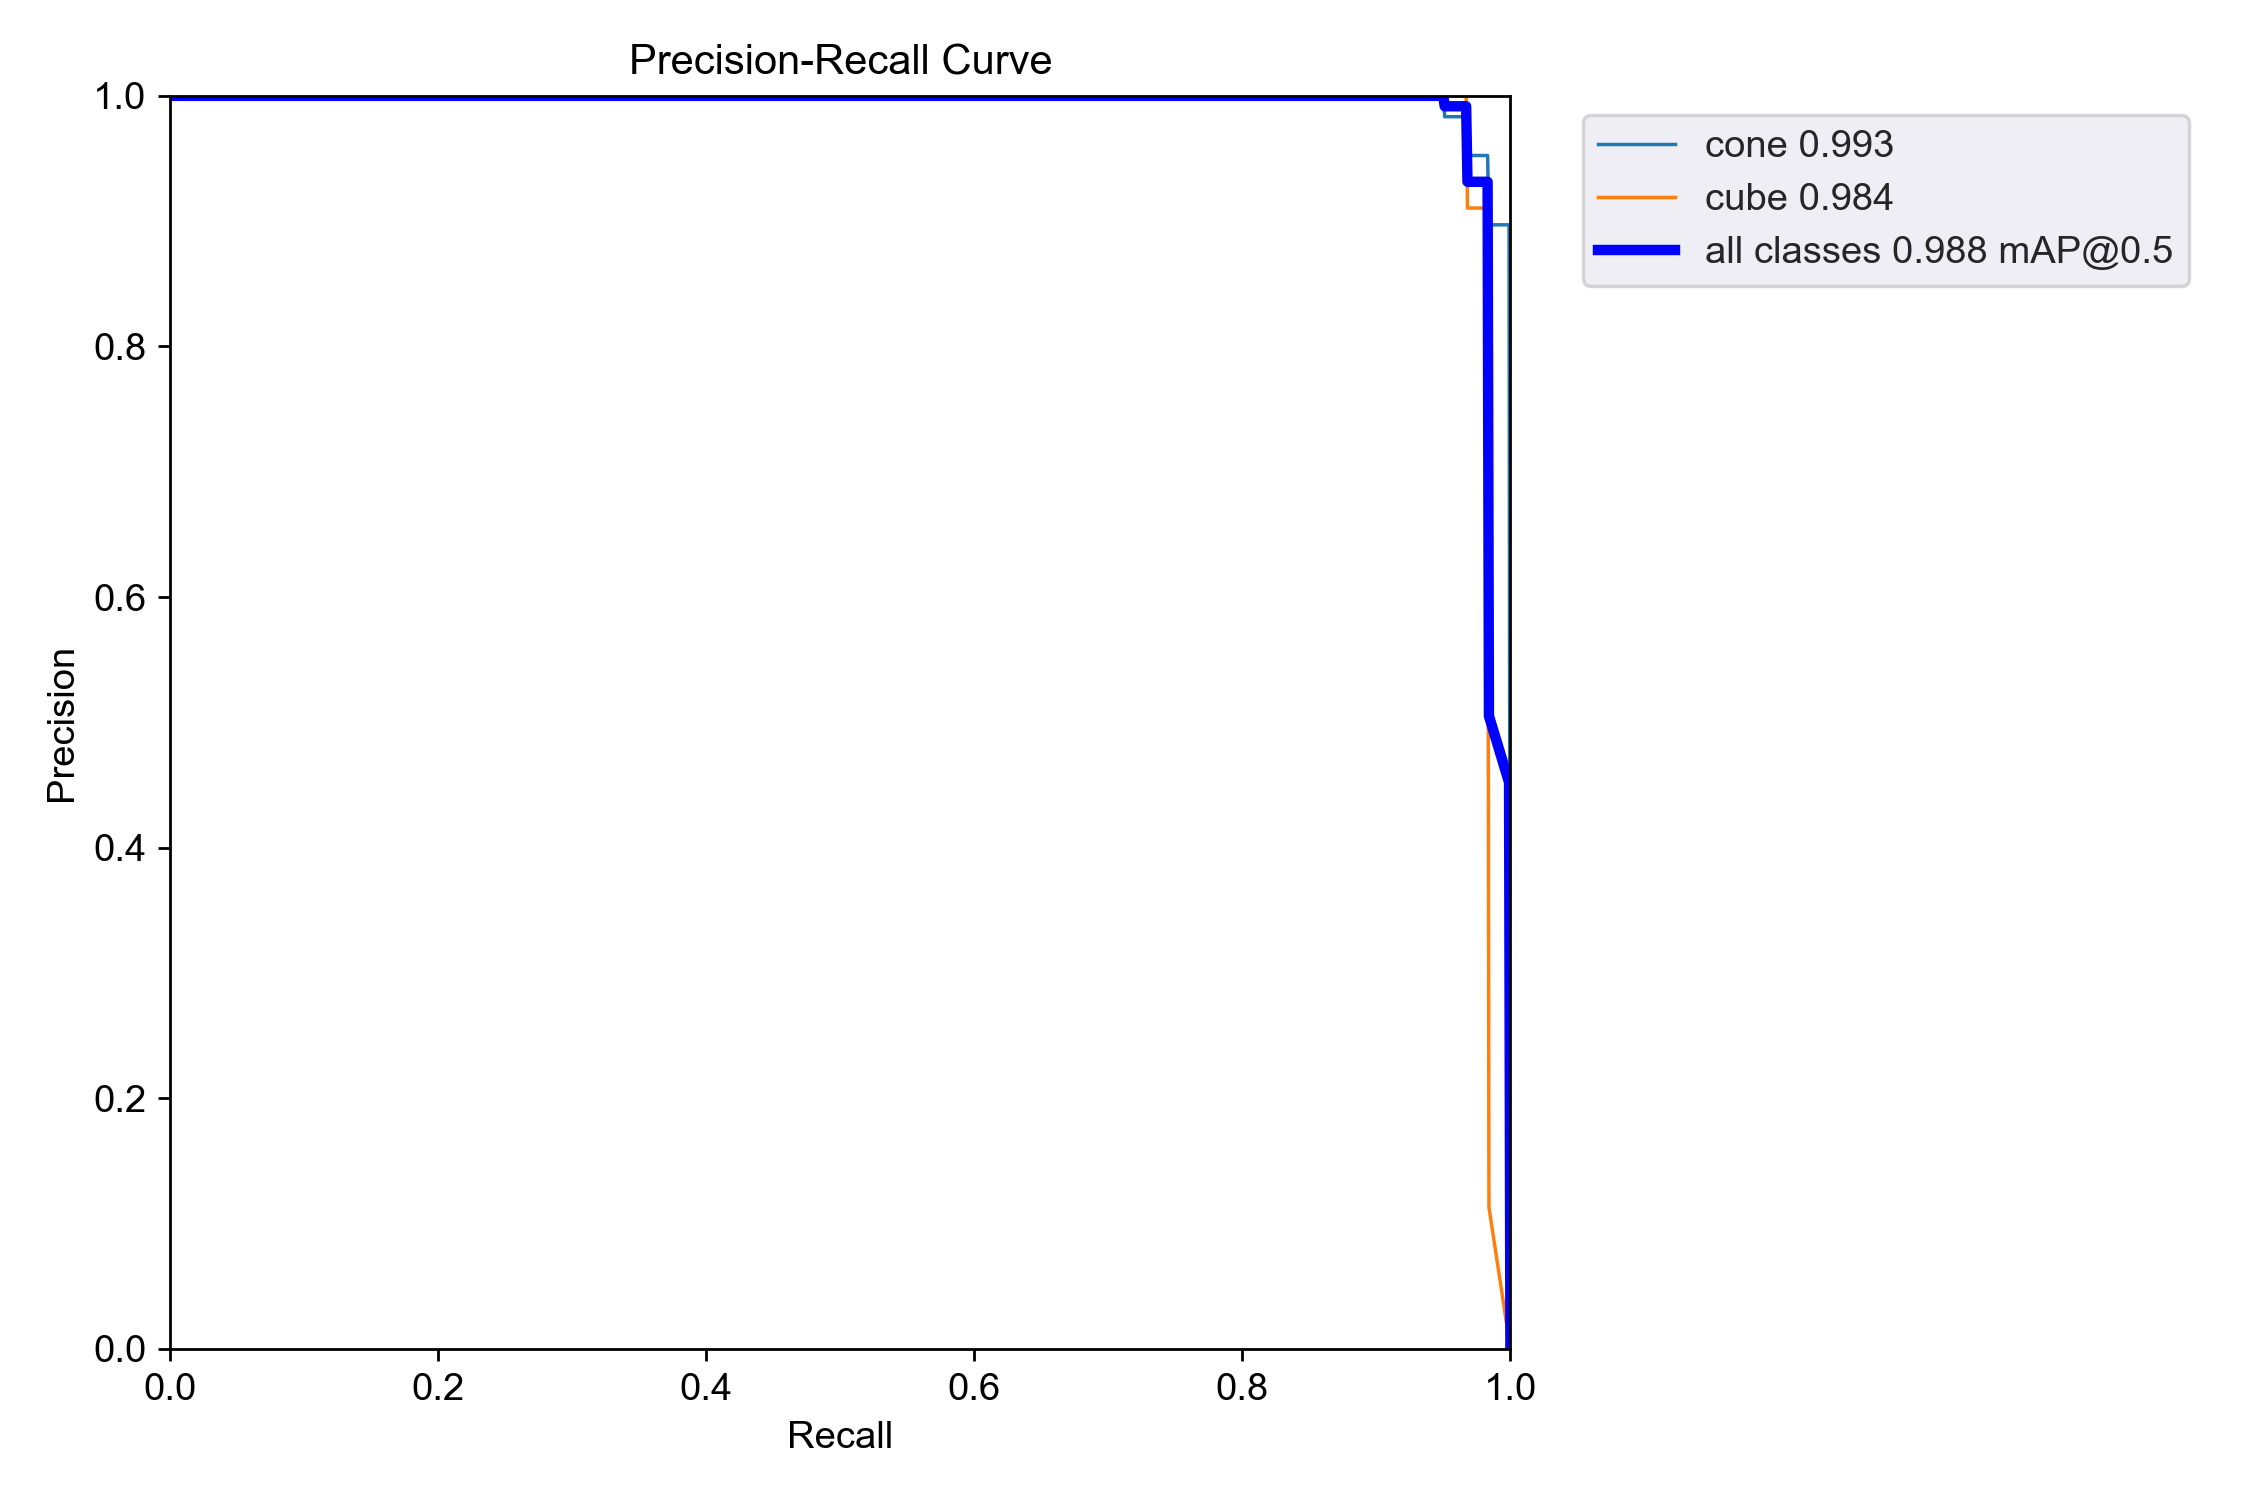 Precision-Recall Curve
1.0
0.8
0.6
0.4
0.2
0.0
Precision
0.0 0.2 0.4 0.6 0.8 1.0
Recall
cone 0.993
cube 0.984
all classes 0.988 mAP@0.5